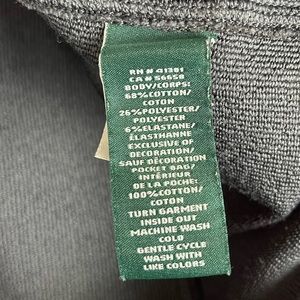 RN # 41381
CA # 56658
BODY/CORPS:
68%COTTON/
COTON
26%POLYESTER/
POLYESTER
6%ELASTANE/
ÉLASTHANNE
EXCLUSIVE OF
DECORATION/
SAUF DÉCORATION
POCKET BAG/
INTÉRIEUR
DE LA POCHE:
100%COTTON/
COTON
TURN GARMENT
INSIDE OUT
MACHINE WASH
COLD
GENTLE CYCLE
WASH WITH
LIKE COLORS